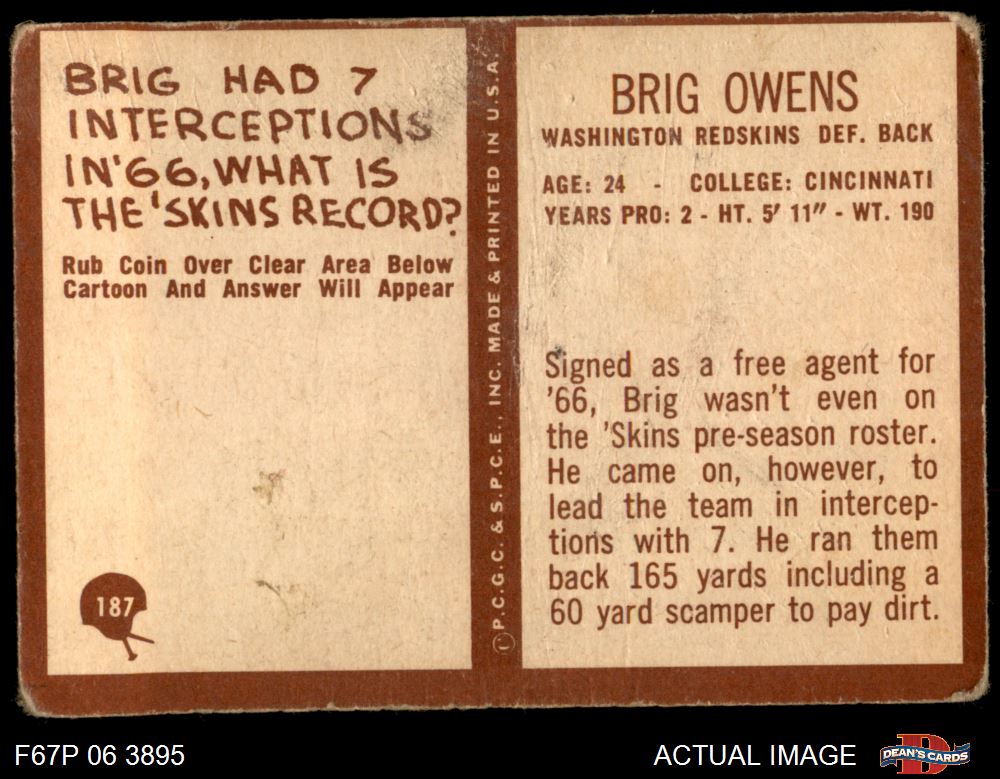 BRIG HAD 7
INTERCEPTIONS
IN '66, WHAT IS
THE 'SKINS RECORD?
Rub Coin Over Clear Area Below
Cartoon And Answer Will Appear
187
© P.C.G.C. & S.P.C.E., INC. MADE & PRINTED IN U.S.A.
BRIG OWENS
WASHINGTON REDSKINS DEF. BACK
AGE: 24 - COLLEGE: CINCINNATI
YEARS PRO: 2 - HT. 5' 11" - WT. 190
Signed as a free agent for
'66, Brig wasn't even on
the 'Skins pre-season roster.
He came on, however, to
lead the team in intercep-
tions with 7. He ran them
back 165 yards including a
60 yard scamper to pay dirt.
F67P 06 3895
ACTUAL IMAGE
DEAN'S CARDS